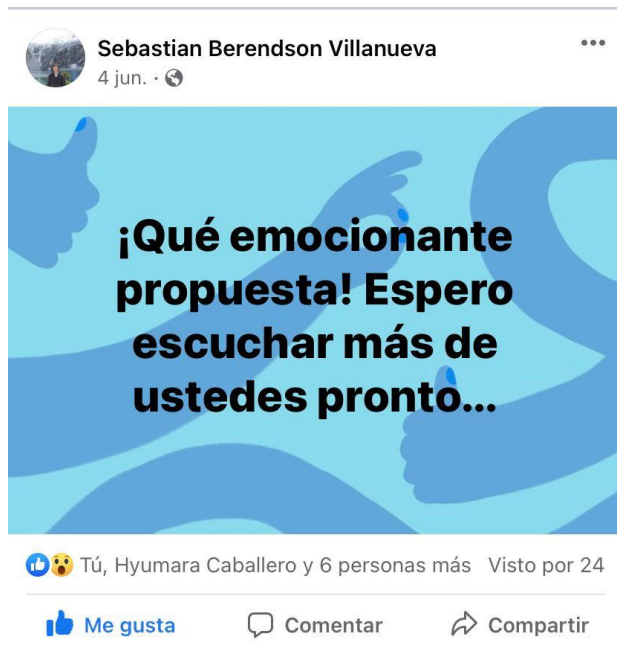 Sebastian Berendson Villanueva
4 jun. ·
¡Qué emocionante
propuesta! Espero
escuchar más de
ustedes pronto...
Tú, Hyumara Caballero y 6 personas más Visto por 24
Me gusta Comentar Compartir